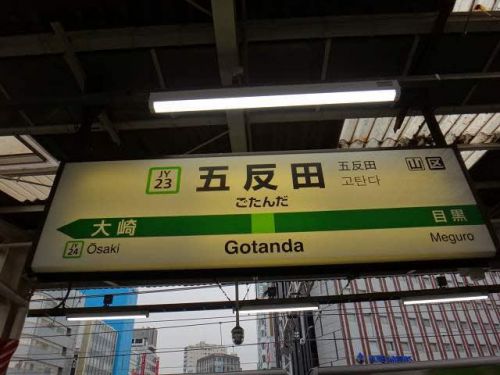 JY
23
五反田
ごたんだ
五反田
고탄다
山 区
大崎
目黒
JY
24
Ōsaki
Gotanda
Meguro